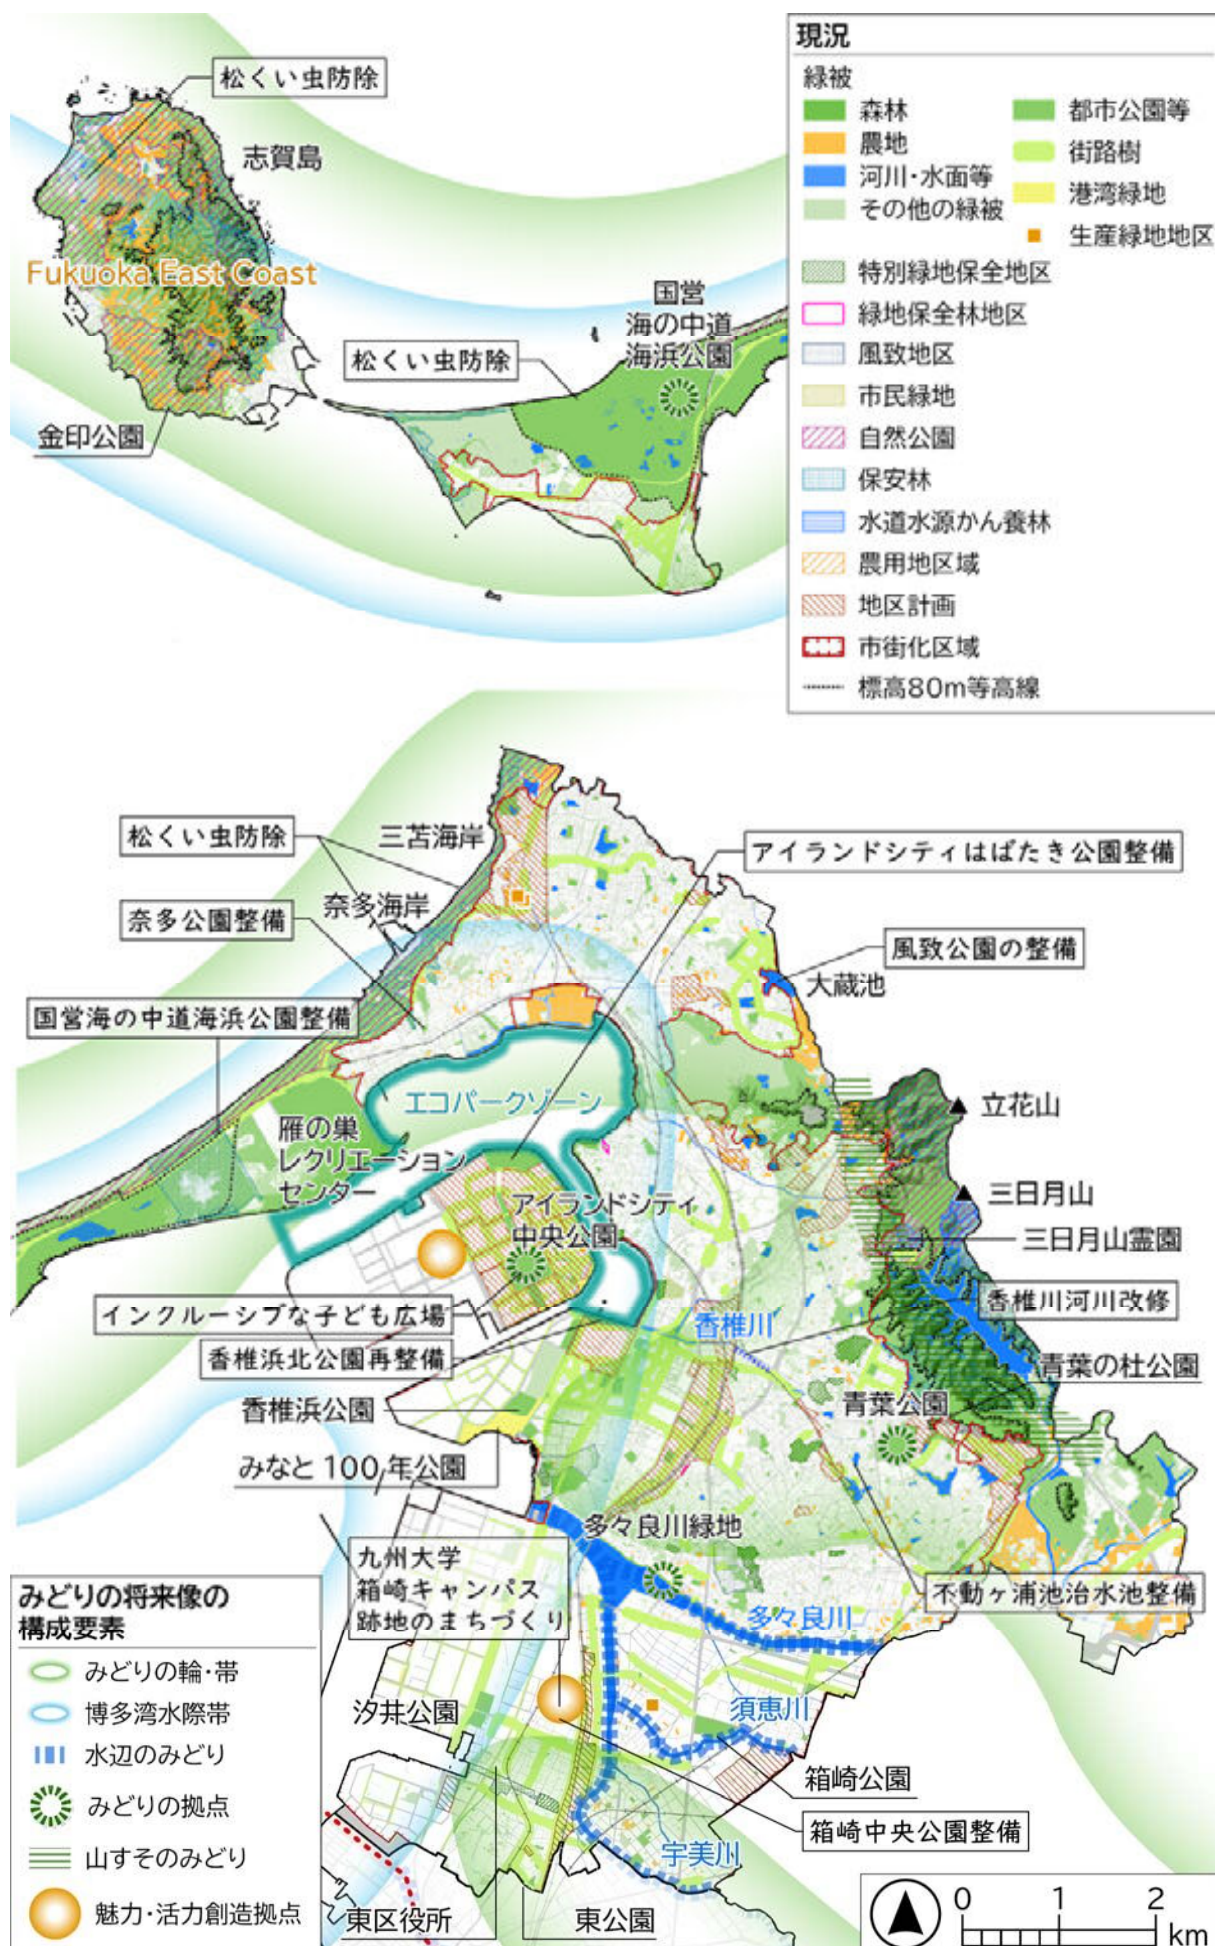 現況
緑被
森林
農地
河川・水面等
その他の緑被
都市公園等
街路樹
港湾緑地
生産緑地地区
特別緑地保全地区
緑地保全林地区
風致地区
市民緑地
自然公園
保安林
水道水源かん養林
農用地区域
地区計画
市街化区域
標高80m等高線
松くい虫防除
志賀島
Fukuoka East Coast
金印公園
国営
海の中道
海浜公園
松くい虫防除
松くい虫防除
三苫海岸
アイランドシティはばたき公園整備
奈多海岸
奈多公園整備
風致公園の整備
大蔵池
国営海の中道海浜公園整備
エコパークゾーン
立花山
雁の巣
レクリエーション
センター
アイランドシティ
中央公園
三日月山
三日月山霊園
インクルーシブな子ども広場
香椎川
香椎川河川改修
香椎浜北公園再整備
青葉の杜公園
香椎浜公園
青葉公園
みなと100年公園
多々良川緑地
九州大学
箱崎キャンパス
跡地のまちづくり
不動ヶ浦池治水池整備
多々良川
須恵川
汐井公園
箱崎公園
箱崎中央公園整備
宇美川
東区役所
東公園
みどりの将来像の
構成要素
みどりの輪・帯
博多湾水際帯
水辺のみどり
みどりの拠点
山すそのみどり
魅力・活力創造拠点
0 1 2
km